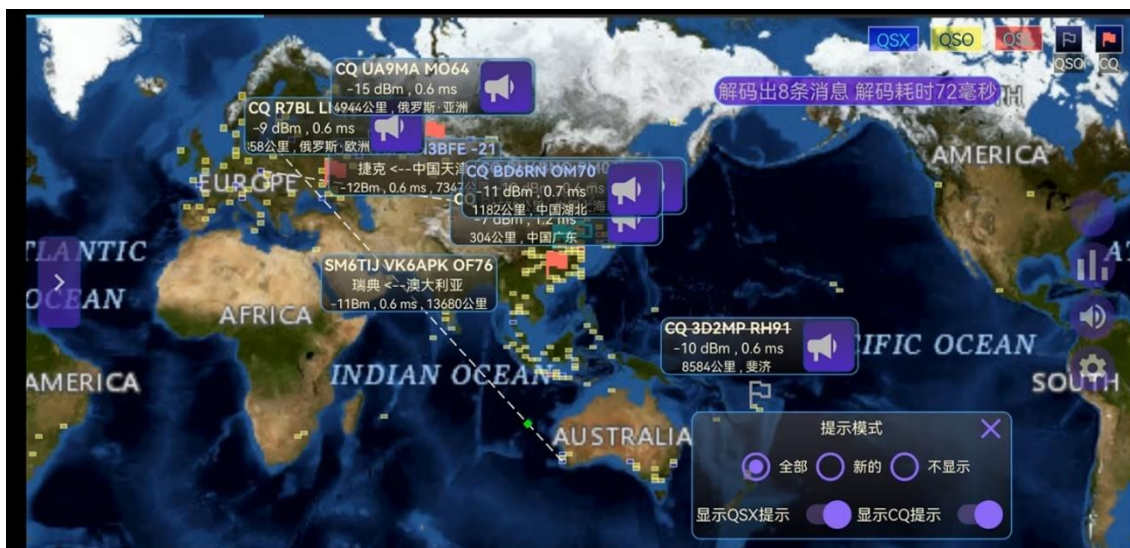 QSX QSO QSL
QSO CQ
解码出8条消息 解码耗时72毫秒
CQ UA9MA MO64
-15 dBm , 0.6 ms
4944公里 , 俄罗斯·亚洲
CQ R7BL
-9 dBm , 0.6 ms
58公里 , 俄罗斯·欧洲
3BFE -21
捷克 <--中国天
-12Bm , 0.6 ms , 734
CQ BD6RN OM70
-11 dBm , 0.7 ms
1182公里 , 中国湖北
-7 dBm , 1.2 ms
304公里 , 中国广东
SM6TIJ VK6APK OF76
瑞典 <--澳大利亚
-11Bm , 0.6 ms , 13680公里
CQ 3D2MP RH91
-10 dBm , 0.6 ms
8584公里 , 斐济
AMERICA
EUROPE
ATLANTIC
OCEAN
AFRICA
INDIAN OCEAN
IFIC OCEAN
AMERICA
SOUTH
AUSTRALIA
提示模式
全部 新的 不显示
显示QSX提示 显示CQ提示